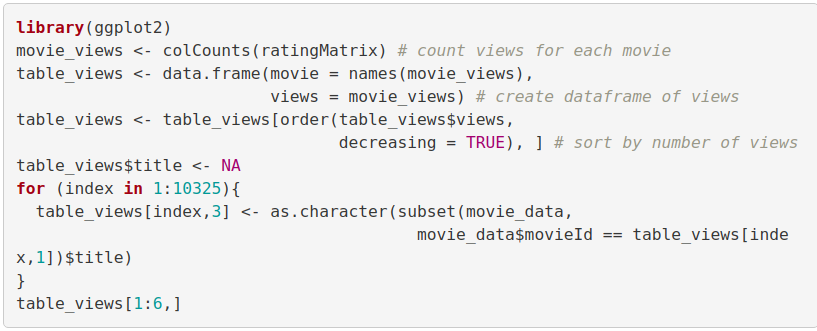 library(ggplot2)
movie_views <- colCounts(ratingMatrix) # count views for each movie
table_views <- data.frame(movie = names(movie_views),
                          views = movie_views) # create dataframe of views
table_views <- table_views[order(table_views$views,
                                 decreasing = TRUE), ] # sort by number of views
table_views$title <- NA
for (index in 1:10325){
  table_views[index,3] <- as.character(subset(movie_data,
                                         movie_data$movieId == table_views[inde
x,1])$title)
}
table_views[1:6,]